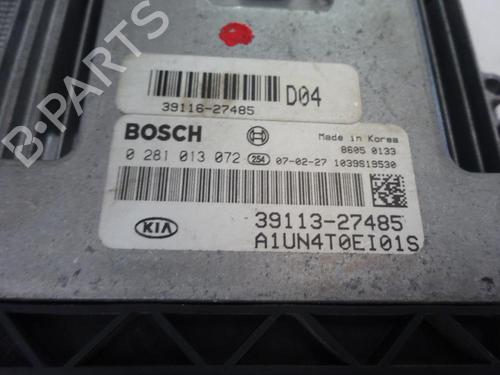 B-PARTS
39116-27485
D04
BOSCH
Made in Korea
8605 0133
0 281 013 072 254 07-02-27 1039S19530
KIA
39113-27485
A1UN4T0EI01S